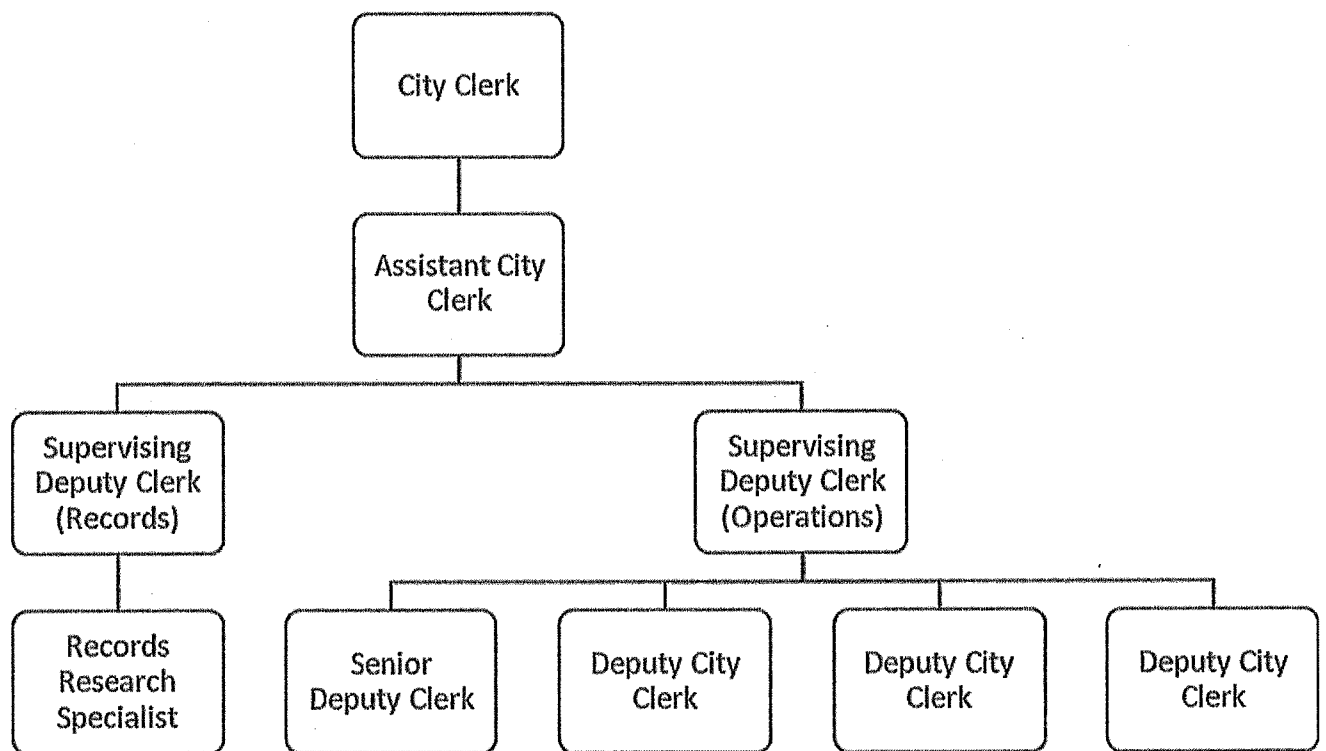 City Clerk
Assistant City
Clerk
Supervising
Deputy Clerk
(Records)
Supervising
Deputy Clerk
(Operations)
Records
Research
Specialist
Senior
Deputy Clerk
Deputy City
Clerk
Deputy City
Clerk
Deputy City
Clerk